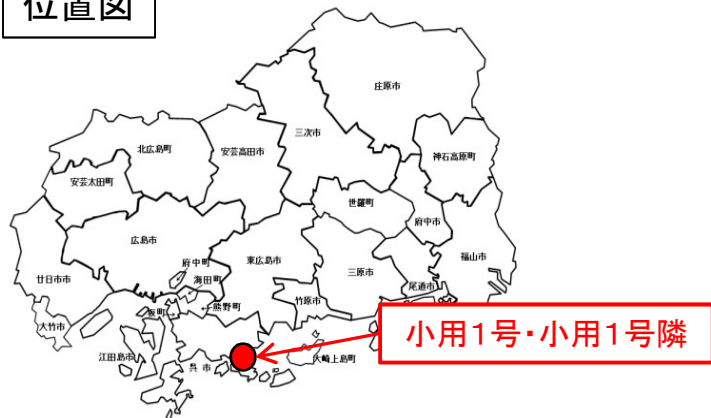 位置図
庄原市
三次市
北広島町
安芸高田市
神石高原町
安芸太田町
世羅町
府中市
広島市
東広島市
福山市
府中町
三原市
廿日市市
海田町
尾道市
竹原市
熊野町
坂町
大竹市
小用1号・小用1号隣
江田島市
大崎上島町
呉市